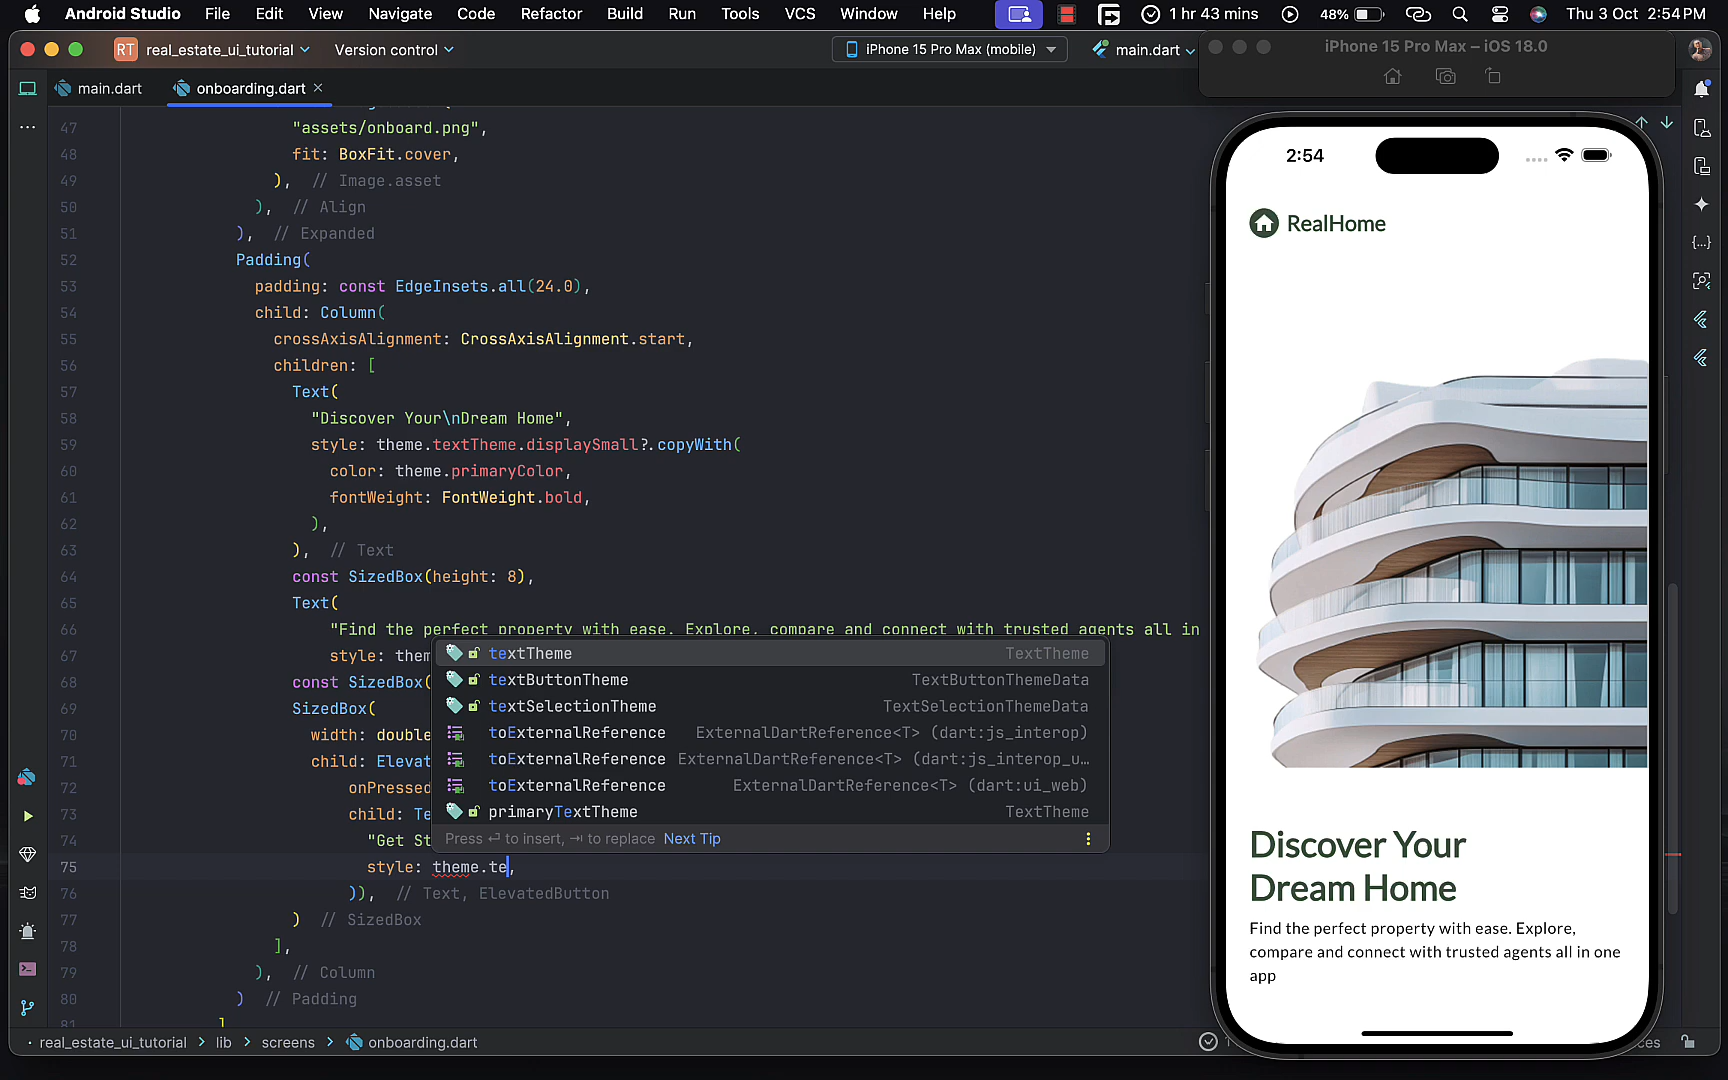 Android Studio File Edit View Navigate Code Refactor Build Run Tools VCS Window Help 1 hr 43 mins 48% Thu 3 Oct 2:54 PM
RT real_estate_ui_tutorial Version control iPhone 15 Pro Max (mobile) main.dart
iPhone 15 Pro Max – iOS 18.0
main.dart onboarding.dart
47 "assets/onboard.png",
48 fit: BoxFit.cover,
49 ), // Image.asset
50 ), // Align
51 ), // Expanded
52 Padding(
53 padding: const EdgeInsets.all(24.0),
54 child: Column(
55 crossAxisAlignment: CrossAxisAlignment.start,
56 children: [
57 Text(
58 "Discover Your\nDream Home",
59 style: theme.textTheme.displaySmall?.copyWith(
60 color: theme.primaryColor,
61 fontWeight: FontWeight.bold,
62 ),
63 ), // Text
64 const SizedBox(height: 8),
65 Text(
66 "Find the perfect property with ease. Explore, compare and connect with trusted agents all in
67 style: them
68 const SizedBox(
69 SizedBox(
70 width: double
71 child: Elevat
72 onPressed
73 child: Te
74 "Get St
75 style: theme.te,
76 )), // Text, ElevatedButton
77 ) // SizedBox
78 ],
79 ), // Column
80 ) // Padding
81 ]
textTheme TextTheme
textButtonTheme TextButtonThemeData
textSelectionTheme TextSelectionThemeData
toExternalReference ExternalDartReference<T> (dart:js_interop)
toExternalReference ExternalDartReference<T> (dart:js_interop_u…
toExternalReference ExternalDartReference<T> (dart:ui_web)
primaryTextTheme TextTheme
Press ⏎ to insert, ⇥ to replace Next Tip
real_estate_ui_tutorial > lib > screens > onboarding.dart
2:54
RealHome
Discover Your
Dream Home
Find the perfect property with ease. Explore,
compare and connect with trusted agents all in one
app